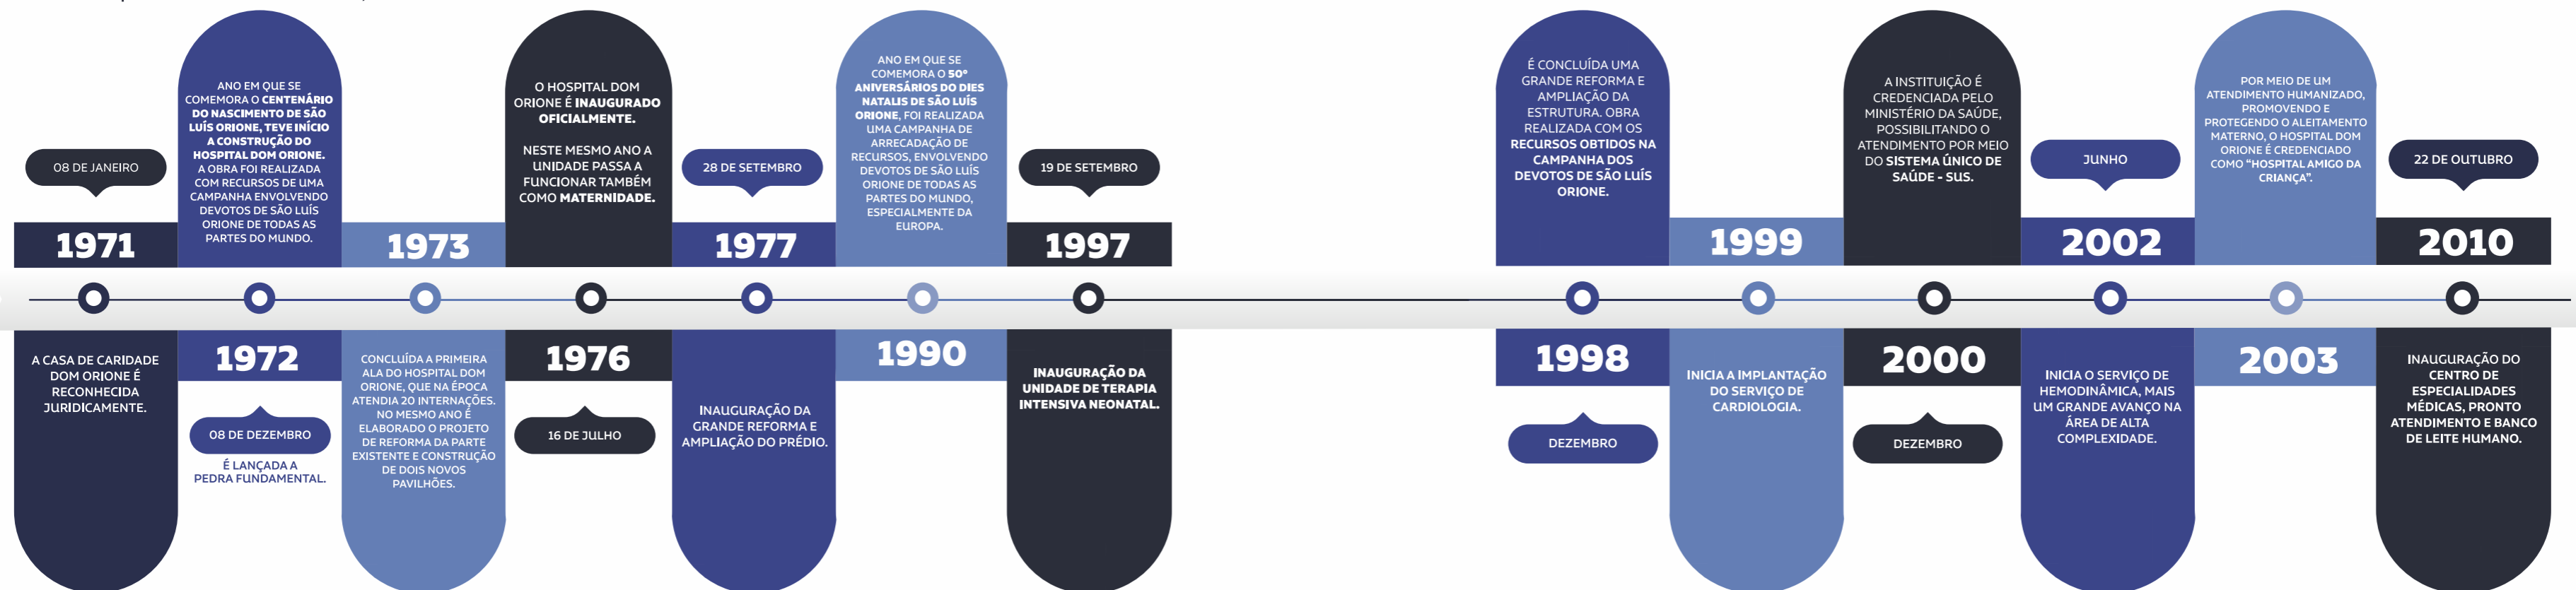 08 DE JANEIRO
1971
A CASA DE CARIDADE
DOM ORIONE É
RECONHECIDA
JURIDICAMENTE.
ANO EM QUE SE
COMEMORA O CENTENÁRIO
DO NASCIMENTO DE SÃO
LUÍS ORIONE, TEVE INÍCIO
A CONSTRUÇÃO DO
HOSPITAL DOM ORIONE.
A OBRA FOI REALIZADA
COM RECURSOS DE UMA
CAMPANHA ENVOLVENDO
DEVOTOS DE SÃO LUÍS
ORIONE DE TODAS AS
PARTES DO MUNDO.
1972
08 DE DEZEMBRO
É LANÇADA A
PEDRA FUNDAMENTAL.
1973
CONCLUÍDA A PRIMEIRA
ALA DO HOSPITAL DOM
ORIONE, QUE NA ÉPOCA
ATENDIA 20 INTERNAÇÕES.
NO MESMO ANO É
ELABORADO O PROJETO
DE REFORMA DA PARTE
EXISTENTE E CONSTRUÇÃO
DE DOIS NOVOS
PAVILHÕES.
O HOSPITAL DOM
ORIONE É INAUGURADO
OFICIALMENTE.
NESTE MESMO ANO A
UNIDADE PASSA A
FUNCIONAR TAMBÉM
COMO MATERNIDADE.
1976
16 DE JULHO
28 DE SETEMBRO
1977
INAUGURAÇÃO DA
GRANDE REFORMA E
AMPLIAÇÃO DO PRÉDIO.
ANO EM QUE SE
COMEMORA O 50º
ANIVERSÁRIOS DO DIES
NATALIS DE SÃO LUÍS
ORIONE, FOI REALIZADA
UMA CAMPANHA DE
ARRECADAÇÃO DE
RECURSOS, ENVOLVENDO
DEVOTOS DE SÃO LUÍS
ORIONE DE TODAS AS
PARTES DO MUNDO,
ESPECIALMENTE DA
EUROPA.
1990
19 DE SETEMBRO
1997
INAUGURAÇÃO DA
UNIDADE DE TERAPIA
INTENSIVA NEONATAL.
É CONCLUÍDA UMA
GRANDE REFORMA E
AMPLIAÇÃO DA
ESTRUTURA. OBRA
REALIZADA COM OS
RECURSOS OBTIDOS NA
CAMPANHA DOS
DEVOTOS DE SÃO LUÍS
ORIONE.
1998
DEZEMBRO
1999
INICIA A IMPLANTAÇÃO
DO SERVIÇO DE
CARDIOLOGIA.
A INSTITUIÇÃO É
CREDENCIADA PELO
MINISTÉRIO DA SAÚDE,
POSSIBILITANDO O
ATENDIMENTO POR MEIO
DO SISTEMA ÚNICO DE
SAÚDE - SUS.
2000
DEZEMBRO
JUNHO
2002
INICIA O SERVIÇO DE
HEMODINÂMICA, MAIS
UM GRANDE AVANÇO NA
ÁREA DE ALTA
COMPLEXIDADE.
POR MEIO DE UM
ATENDIMENTO HUMANIZADO,
PROMOVENDO E
PROTEGENDO O ALEITAMENTO
MATERNO, O HOSPITAL DOM
ORIONE É CREDENCIADO
COMO “HOSPITAL AMIGO DA
CRIANÇA”.
2003
22 DE OUTUBRO
2010
INAUGURAÇÃO DO
CENTRO DE
ESPECIALIDADES
MÉDICAS, PRONTO
ATENDIMENTO E BANCO
DE LEITE HUMANO.